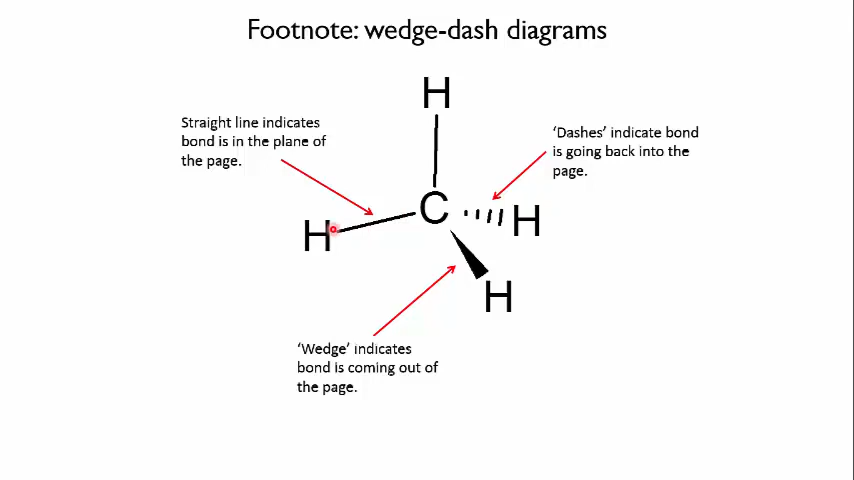 Footnote: wedge-dash diagrams
H
Straight line indicates
bond is in the plane of
the page.
‘Dashes’ indicate bond
is going back into the
page.
C
H
H
H
‘Wedge’ indicates
bond is coming out of
the page.